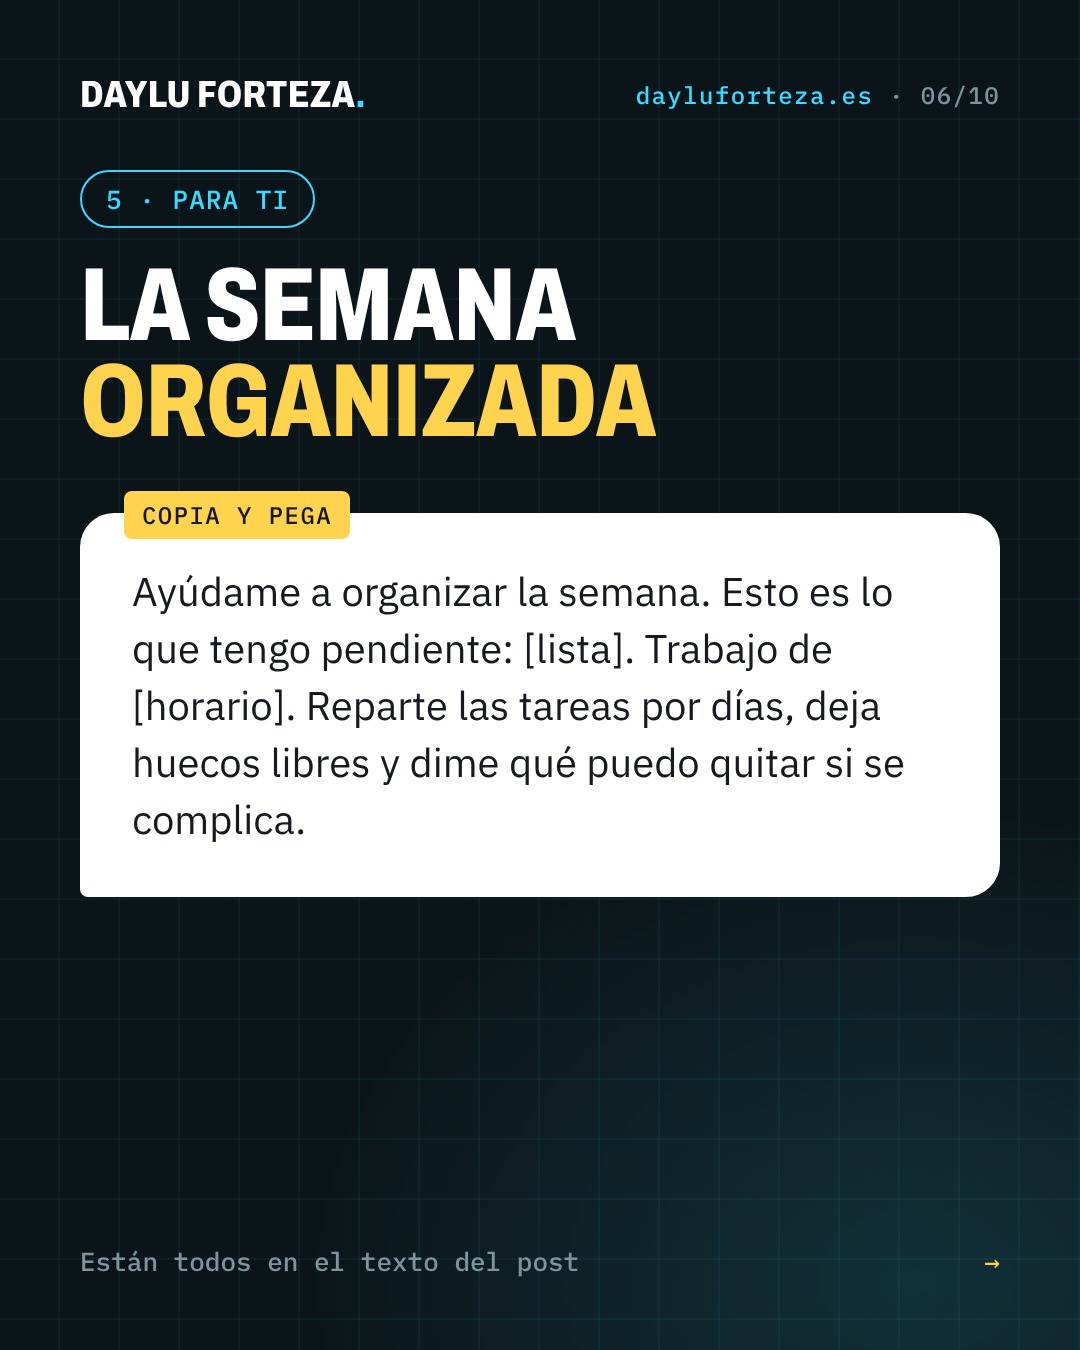 DAYLU FORTEZA.
dayluforteza.es · 06/10
5 · PARA TI
LA SEMANA
ORGANIZADA
COPIA Y PEGA
Ayúdame a organizar la semana. Esto es lo
que tengo pendiente: [lista]. Trabajo de
[horario]. Reparte las tareas por días, deja
huecos libres y dime qué puedo quitar si se
complica.
Están todos en el texto del post →